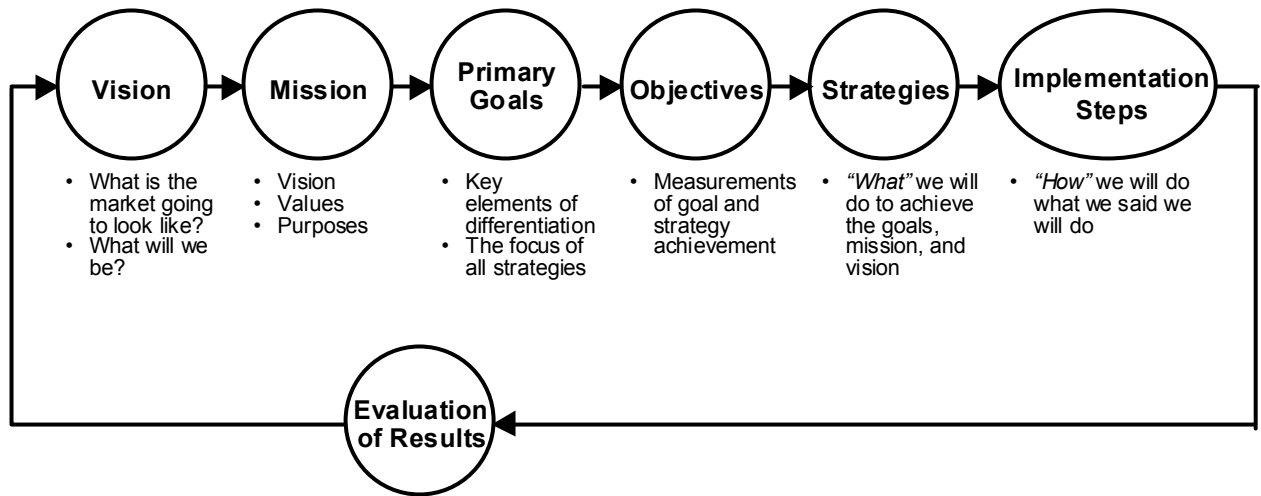 Vision
Mission
Primary
Goals
Objectives
Strategies
Implementation
Steps
• What is the
market going
to look like?
• What will we
be?
• Vision
• Values
• Purposes
• Key
elements of
differentiation
• The focus of
all strategies
• Measurements
of goal and
strategy
achievement
• “What” we will
do to achieve
the goals,
mission, and
vision
• “How” we will do
what we said we
will do
Evaluation
of Results